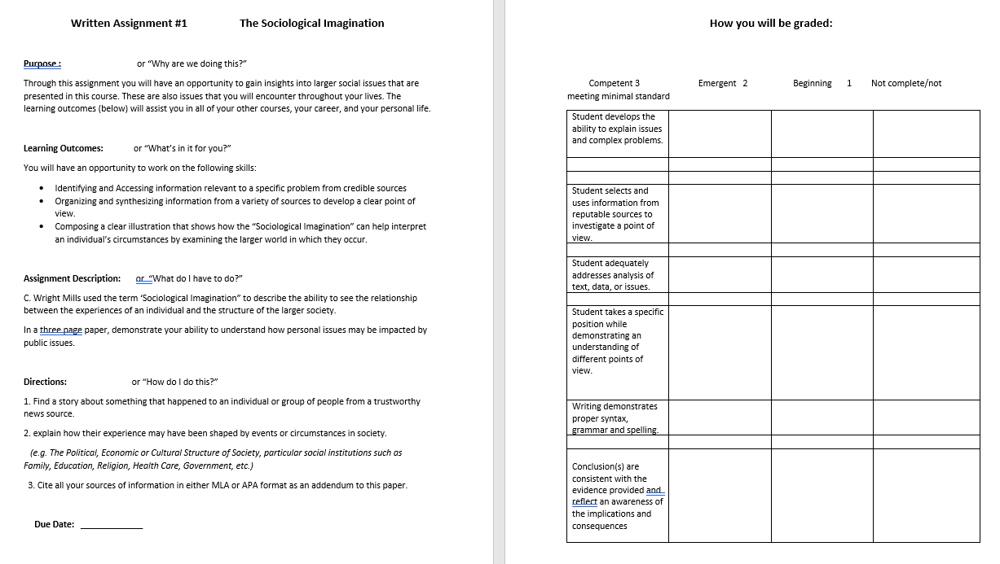 Written Assignment #1 The Sociological Imagination
Purpose : or “Why are we doing this?”
Through this assignment you will have an opportunity to gain insights into larger social issues that are
presented in this course. These are also issues that you will encounter throughout your lives. The
learning outcomes (below) will assist you in all of your other courses, your career, and your personal life.
Learning Outcomes: or “What’s in it for you?”
You will have an opportunity to work on the following skills:
• Identifying and Accessing information relevant to a specific problem from credible sources
• Organizing and synthesizing information from a variety of sources to develop a clear point of
view.
• Composing a clear illustration that shows how the “Sociological Imagination” can help interpret
an individual’s circumstances by examining the larger world in which they occur.
Assignment Description: or “What do I have to do?”
C. Wright Mills used the term ‘Sociological Imagination” to describe the ability to see the relationship
between the experiences of an individual and the structure of the larger society.
In a three page paper, demonstrate your ability to understand how personal issues may be impacted by
public issues.
Directions: or “How do I do this?”
1. Find a story about something that happened to an individual or group of people from a trustworthy
news source.
2. explain how their experience may have been shaped by events or circumstances in society.
(e.g. The Political, Economic or Cultural Structure of Society, particular social institutions such as
Family, Education, Religion, Health Care, Government, etc.)
3. Cite all your sources of information in either MLA or APA format as an addendum to this paper.
Due Date: _____________
How you will be graded:
Competent 3 Emergent 2 Beginning 1 Not complete/not
meeting minimal standard
Student develops the
ability to explain issues
and complex problems.
Student selects and
uses information from
reputable sources to
investigate a point of
view.
Student adequately
addresses analysis of
text, data, or issues.
Student takes a specific
position while
demonstrating an
understanding of
different points of
view.
Writing demonstrates
proper syntax,
grammar and spelling.
Conclusion(s) are
consistent with the
evidence provided and
reflect an awareness of
the implications and
consequences